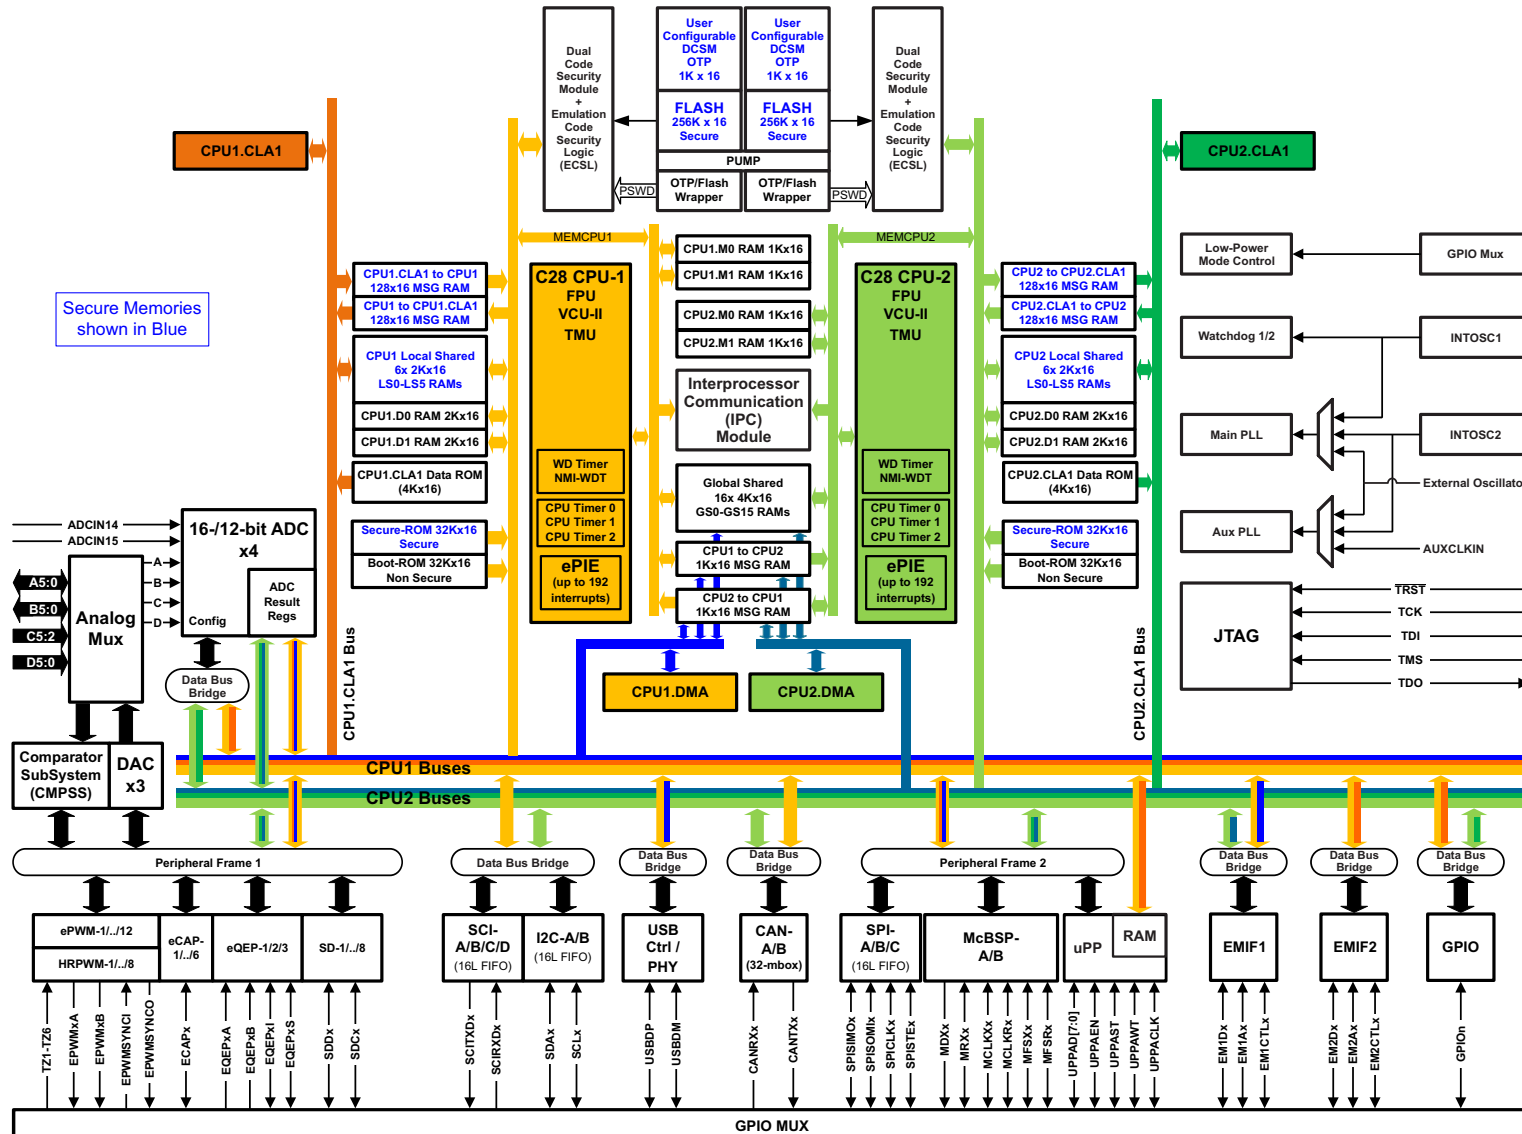 User
Configurable
DCSM
OTP
1K x 16
User
Configurable
DCSM
OTP
1K x 16
Dual
Code
Security
Module
+
Emulation
Code
Security
Logic
(ECSL)
Dual
Code
Security
Module
+
Emulation
Code
Security
Logic
(ECSL)
FLASH
256K x 16
Secure
FLASH
256K x 16
Secure
PUMP
OTP/Flash
Wrapper
OTP/Flash
Wrapper
PSWD
PSWD
CPU1.CLA1
CPU2.CLA1
MEMCPU1
MEMCPU2
Secure Memories
shown in Blue
CPU1.CLA1 to CPU1
128x16 MSG RAM
CPU1 to CPU1.CLA1
128x16 MSG RAM
CPU1 Local Shared
6x 2Kx16
LS0-LS5 RAMs
CPU1.D0 RAM 2Kx16
CPU1.D1 RAM 2Kx16
CPU1.CLA1 Data ROM
(4Kx16)
Secure-ROM 32Kx16
Secure
Boot-ROM 32Kx16
Non Secure
C28 CPU-1
FPU
VCU-II
TMU
WD Timer
NMI-WDT
CPU Timer 0
CPU Timer 1
CPU Timer 2
ePIE
(up to 192
interrupts)
CPU1.M0 RAM 1Kx16
CPU1.M1 RAM 1Kx16
CPU2.M0 RAM 1Kx16
CPU2.M1 RAM 1Kx16
Interprocessor
Communication
(IPC)
Module
Global Shared
16x 4Kx16
GS0-GS15 RAMs
CPU1 to CPU2
1Kx16 MSG RAM
CPU2 to CPU1
1Kx16 MSG RAM
C28 CPU-2
FPU
VCU-II
TMU
WD Timer
NMI-WDT
CPU Timer 0
CPU Timer 1
CPU Timer 2
ePIE
(up to 192
interrupts)
CPU2 to CPU2.CLA1
128x16 MSG RAM
CPU2.CLA1 to CPU2
128x16 MSG RAM
CPU2 Local Shared
6x 2Kx16
LS0-LS5 RAMs
CPU2.D0 RAM 2Kx16
CPU2.D1 RAM 2Kx16
CPU2.CLA1 Data ROM
(4Kx16)
Secure-ROM 32Kx16
Secure
Boot-ROM 32Kx16
Non Secure
Low-Power
Mode Control
GPIO Mux
Watchdog 1/2
INTOSC1
Main PLL
INTOSC2
External Oscillator
Aux PLL
AUXCLKIN
JTAG
TRST
TCK
TDI
TMS
TDO
ADCIN14
ADCIN15
16-/12-bit ADC
x4
ADC
Result
Regs
Config
A
B
C
D
A5:0
B5:0
C5:2
D5:0
Analog
Mux
Data Bus
Bridge
Comparator
SubSystem
(CMPSS)
DAC
x3
CPU1.CLA1 Bus
CPU2.CLA1 Bus
CPU1.DMA
CPU2.DMA
CPU1 Buses
CPU2 Buses
Peripheral Frame 1
Data Bus Bridge
Data Bus
Bridge
Data Bus
Bridge
Peripheral Frame 2
Data Bus
Bridge
Data Bus
Bridge
Data Bus
Bridge
ePWM-1/../12
HRPWM-1/../8
eCAP-
1/../6
eQEP-1/2/3
SD-1/../8
SCI-
A/B/C/D
(16L FIFO)
I2C-A/B
(16L FIFO)
USB
Ctrl /
PHY
CAN-
A/B
(32-mbox)
SPI-
A/B/C
(16L FIFO)
McBSP-
A/B
uPP
RAM
EMIF1
EMIF2
GPIO
TZ1-TZ6
EPWMxA
EPWMxB
EPWMSYNCI
EPWMSYNCO
ECAPx
EQEPxA
EQEPxB
EQEPxI
EQEPxS
SDDx
SDCx
SCITXDx
SCIRXDx
SDAx
SCLx
USBDP
USBDM
CANRXx
CANTXx
SPISIMOx
SPISOMIx
SPICLKx
SPISTEx
MDXx
MRXx
MCLKXx
MCLKRx
MFSXx
MFSRx
UPPAD[7:0]
UPPAEN
UPPAST
UPPAWT
UPPACLK
EM1Dx
EM1Ax
EM1CTLx
EM2Dx
EM2Ax
EM2CTLx
GPIOn
GPIO MUX